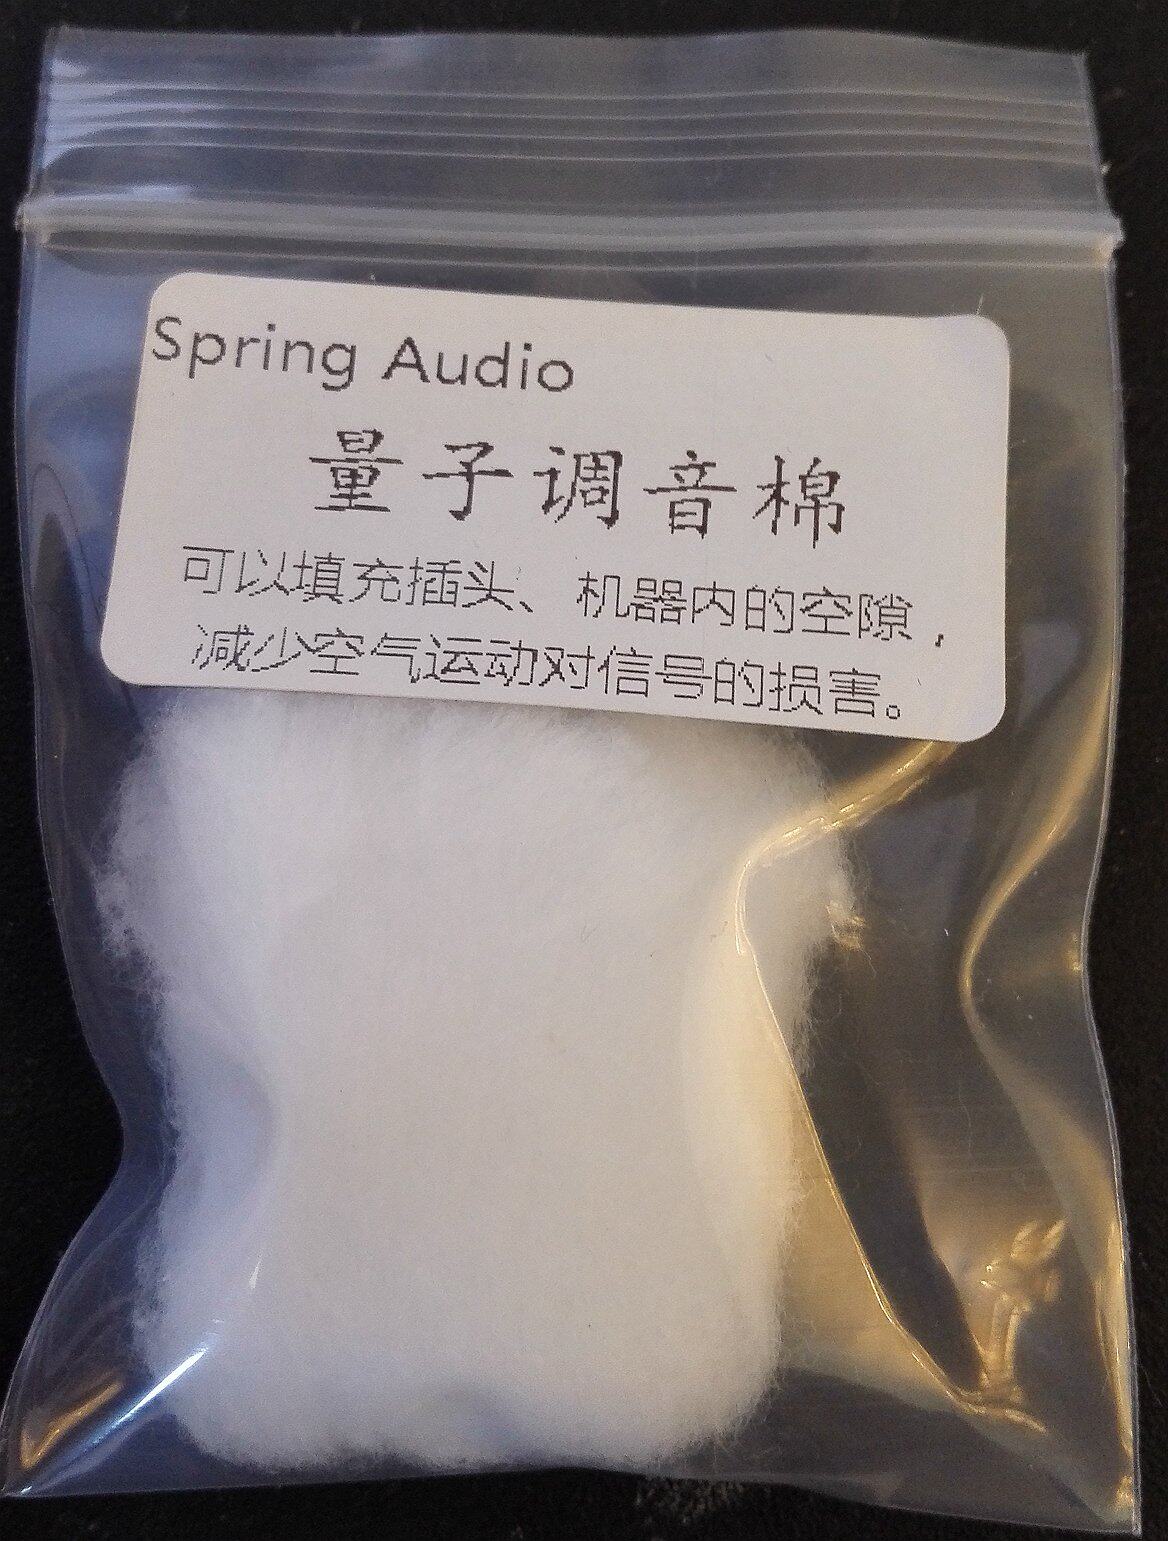 Spring Audio
量子调音棉
可以填充插头、机器内的空隙，
减少空气运动对信号的损害。